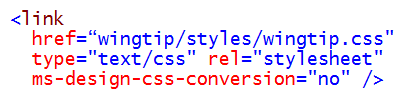 <link
href=“wingtip/styles/wingtip.css"
type="text/css" rel="stylesheet"
ms-design-css-conversion="no" />